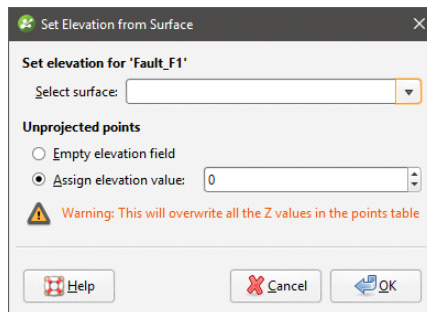 Set Elevation from Surface
Set elevation for 'Fault_F1'
Select surface:
Unprojected points
Empty elevation field
Assign elevation value: 0
Warning: This will overwrite all the Z values in the points table
Help Cancel OK